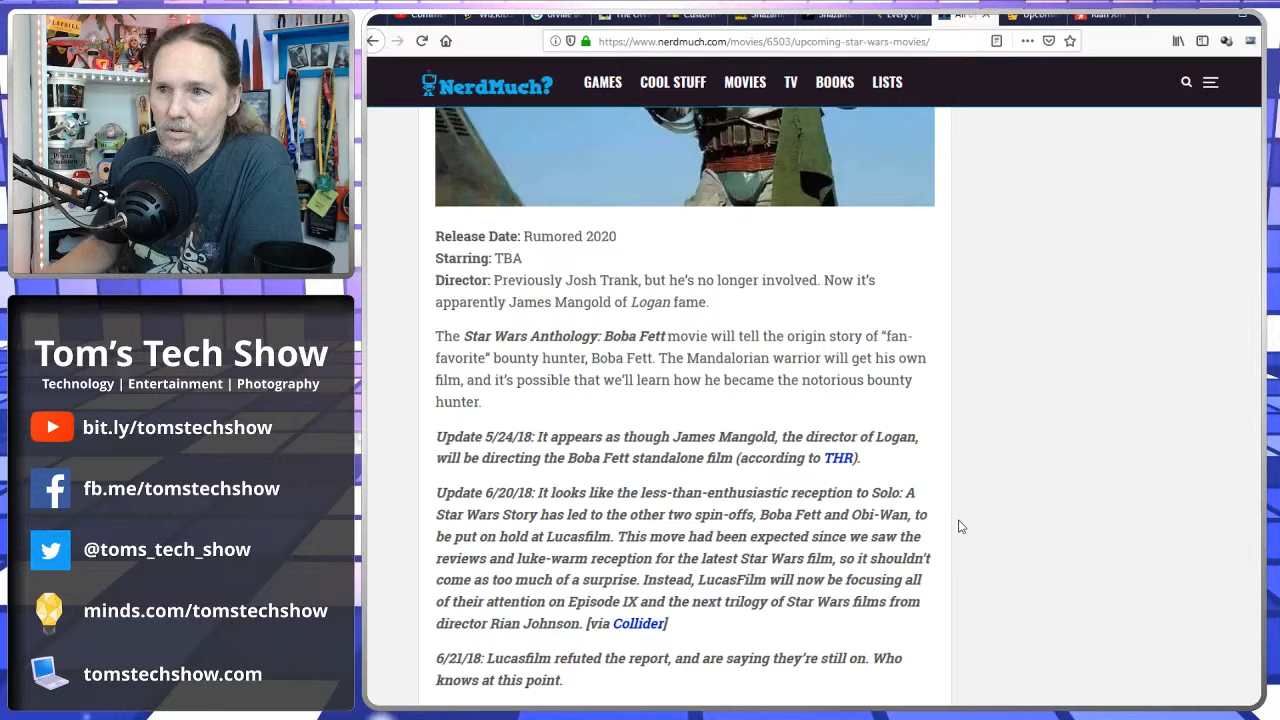 https://www.nerdmuch.com/movies/6503/upcoming-star-wars-movies/
NerdMuch?
GAMES
COOL STUFF
MOVIES
TV
BOOKS
LISTS
PLAYBILL
Release Date: Rumored 2020
Starring: TBA
Director: Previously Josh Trank, but he's no longer involved. Now it's
apparently James Mangold of Logan fame.
The Star Wars Anthology: Boba Fett movie will tell the origin story of “fan-
favorite” bounty hunter, Boba Fett. The Mandalorian warrior will get his own
film, and it's possible that we'll learn how he became the notorious bounty
hunter.
Update 5/24/18: It appears as though James Mangold, the director of Logan,
will be directing the Boba Fett standalone film (according to THR).
Update 6/20/18: It looks like the less-than-enthusiastic reception to Solo: A
Star Wars Story has led to the other two spin-offs, Boba Fett and Obi-Wan, to
be put on hold at Lucasfilm. This move had been expected since we saw the
reviews and luke-warm reception for the latest Star Wars film, so it shouldn't
come as too much of a surprise. Instead, LucasFilm will now be focusing all
of their attention on Episode IX and the next trilogy of Star Wars films from
director Rian Johnson. [via Collider]
6/21/18: Lucasfilm refuted the report, and are saying they're still on. Who
knows at this point.
Tom's Tech Show
Technology | Entertainment | Photography
bit.ly/tomstechshow
fb.me/tomstechshow
@toms_tech_show
minds.com/tomstechshow
tomstechshow.com